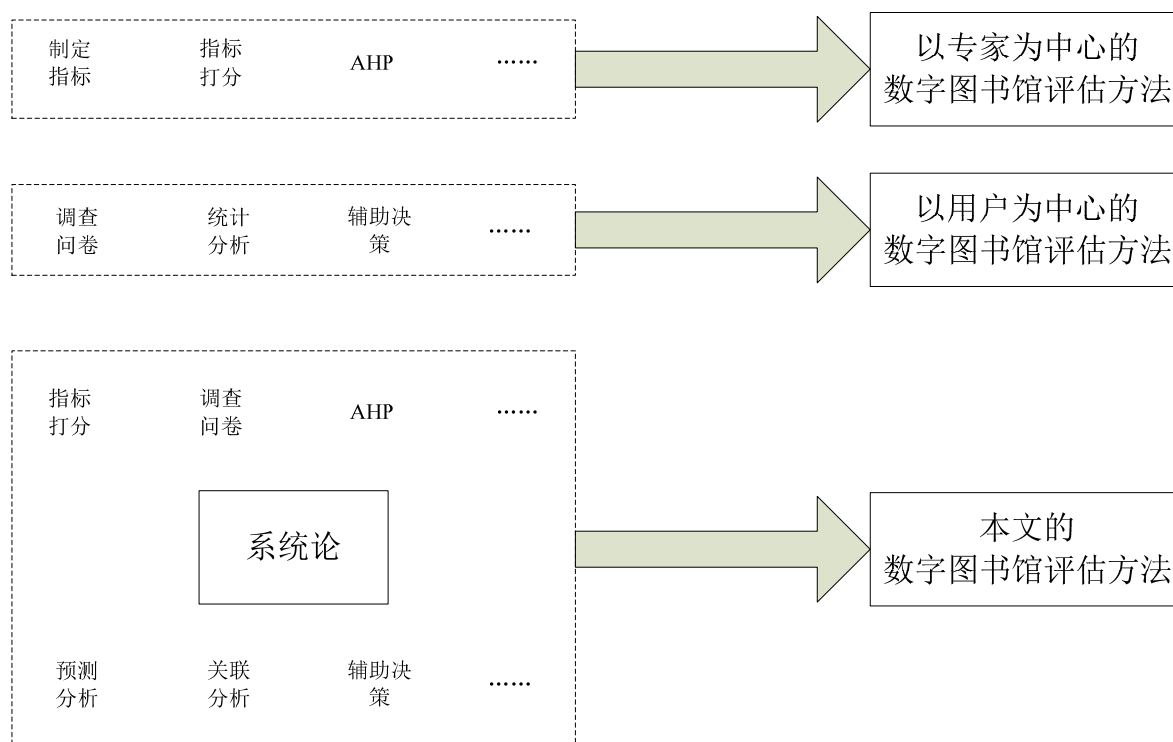 制定
指标
指标
打分
AHP
……
以专家为中心的
数字图书馆评估方法
调查
问卷
统计
分析
辅助决
策
……
以用户为中心的
数字图书馆评估方法
指标
打分
调查
问卷
AHP
……
系统论
本文的
数字图书馆评估方法
预测
分析
关联
分析
辅助决
策
……